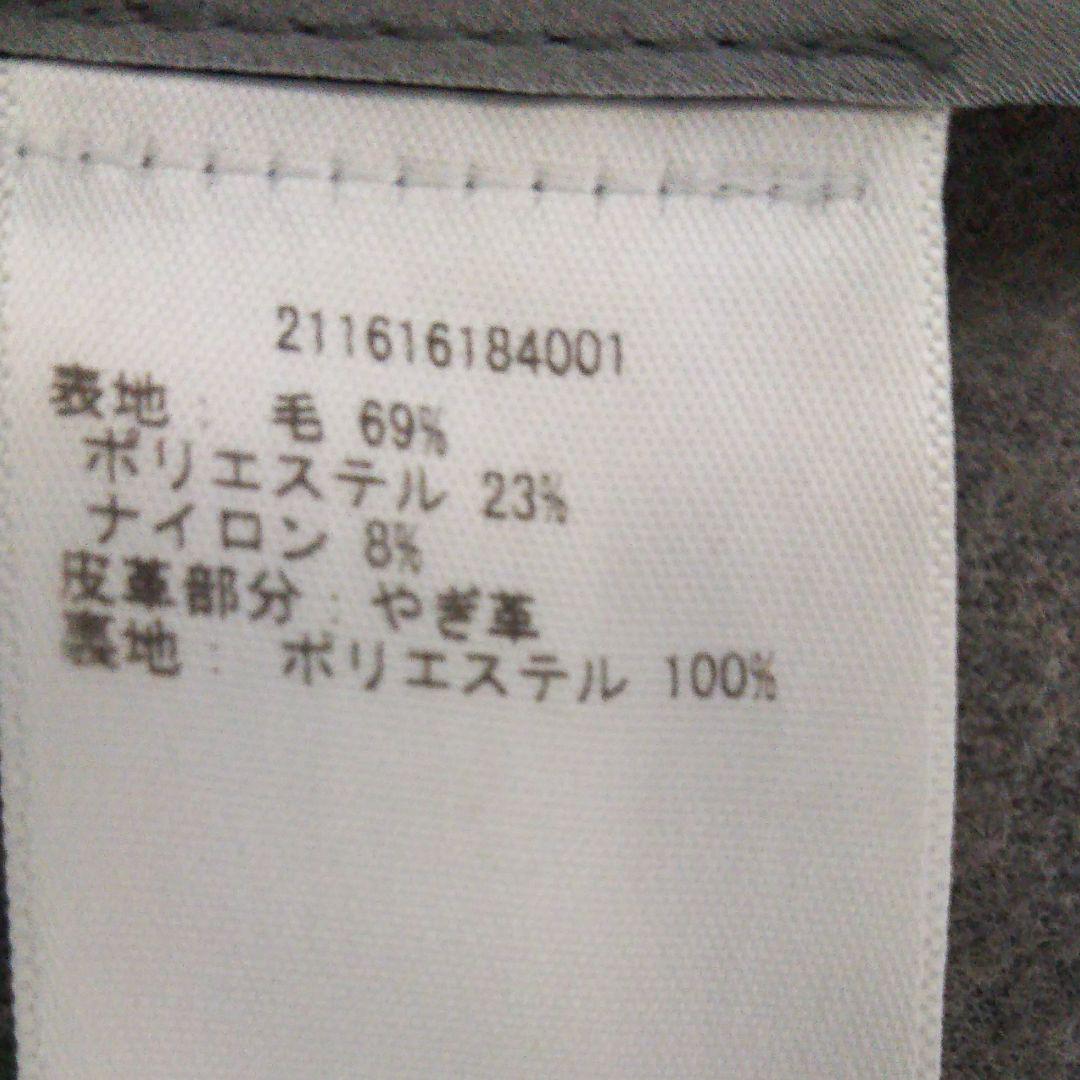 211616184001
表地: 毛 69%
ポリエステル 23%
ナイロン 8%
皮革部分: やぎ革
裏地: ポリエステル 100%